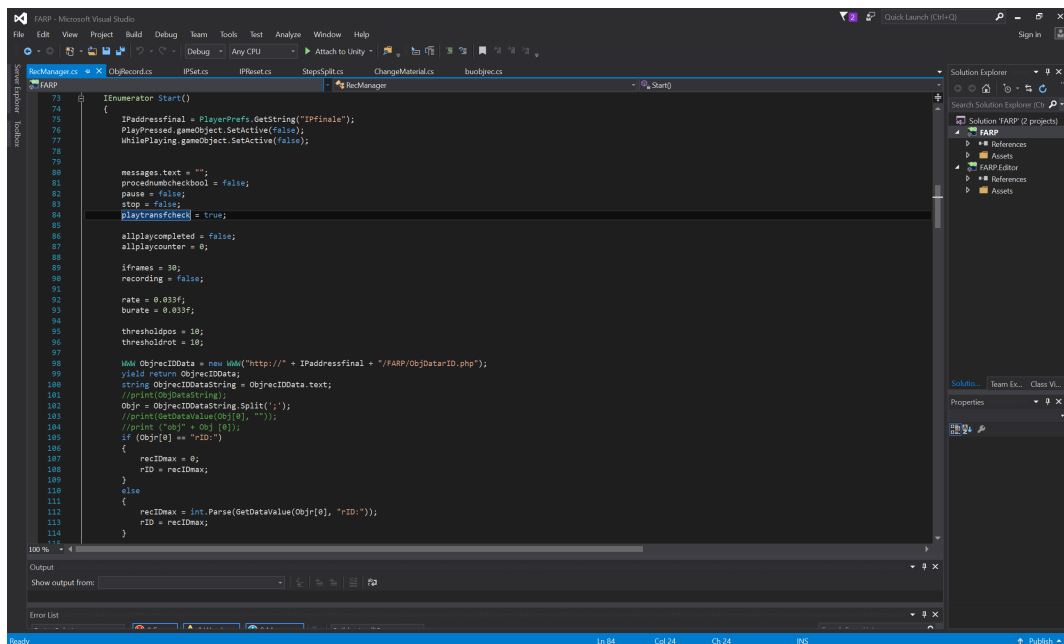 FARP - Microsoft Visual Studio
2
Quick Launch (Ctrl+Q)
File Edit View Project Build Debug Team Tools Test Analyze Window Help
Sign in
Debug Any CPU Attach to Unity
RecManager.cs ObjRecord.cs IPSet.cs IPReset.cs StepsSplit.cs ChangeMaterial.cs buobjrec.cs
FARP RecManager Start()
Server Explorer
Toolbox
73 IEnumerator Start()
74 {
75 IPaddressfinal = PlayerPrefs.GetString("IPfinale");
76 PlayPressed.gameObject.SetActive(false);
77 WhilePlaying.gameObject.SetActive(false);
78
79
80 messages.text = "";
81 procednumbcheckbool = false;
82 pause = false;
83 stop = false;
84 playtransfcheck = true;
85
86 allplaycompleted = false;
87 allplaycounter = 0;
88
89 iframes = 30;
90 recording = false;
91
92 rate = 0.033f;
93 burate = 0.033f;
94
95 thresholdpos = 10;
96 thresholdrot = 10;
97
98 WWW ObjrecIDData = new WWW("http://" + IPaddressfinal + "/FARP/ObjDatarID.php");
99 yield return ObjrecIDData;
100 string ObjrecIDDataString = ObjrecIDData.text;
101 //print(ObjDataString);
102 Objr = ObjrecIDDataString.Split(';');
103 //print(GetDataValue(Obj[0], ""));
104 //print ("obj" + Obj [0]);
105 if (Objr[0] == "rID:")
106 {
107 recIDmax = 0;
108 rID = recIDmax;
109 }
110 else
111 {
112 recIDmax = int.Parse(GetDataValue(Objr[0], "rID:"));
113 rID = recIDmax;
114 }
100 %
Solution Explorer
Search Solution Explorer (Ctrl
Solution 'FARP' (2 projects)
FARP
References
Assets
FARP.Editor
References
Assets
Solutio... Team Ex... Class Vi...
Properties
Output
Show output from:
Error List
Ready Ln 84 Col 24 Ch 24 INS Publish